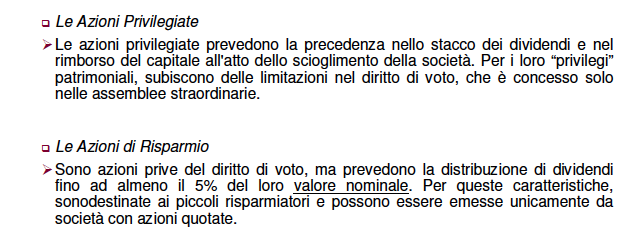 Le Azioni Privilegiate
Le azioni privilegiate prevedono la precedenza nello stacco dei dividendi e nel
rimborso del capitale all'atto dello scioglimento della società. Per i loro “privilegi”
patrimoniali, subiscono delle limitazioni nel diritto di voto, che è concesso solo
nelle assemblee straordinarie.
Le Azioni di Risparmio
Sono azioni prive del diritto di voto, ma prevedono la distribuzione di dividendi
fino ad almeno il 5% del loro valore nominale. Per queste caratteristiche,
sonodestinate ai piccoli risparmiatori e possono essere emesse unicamente da
società con azioni quotate.